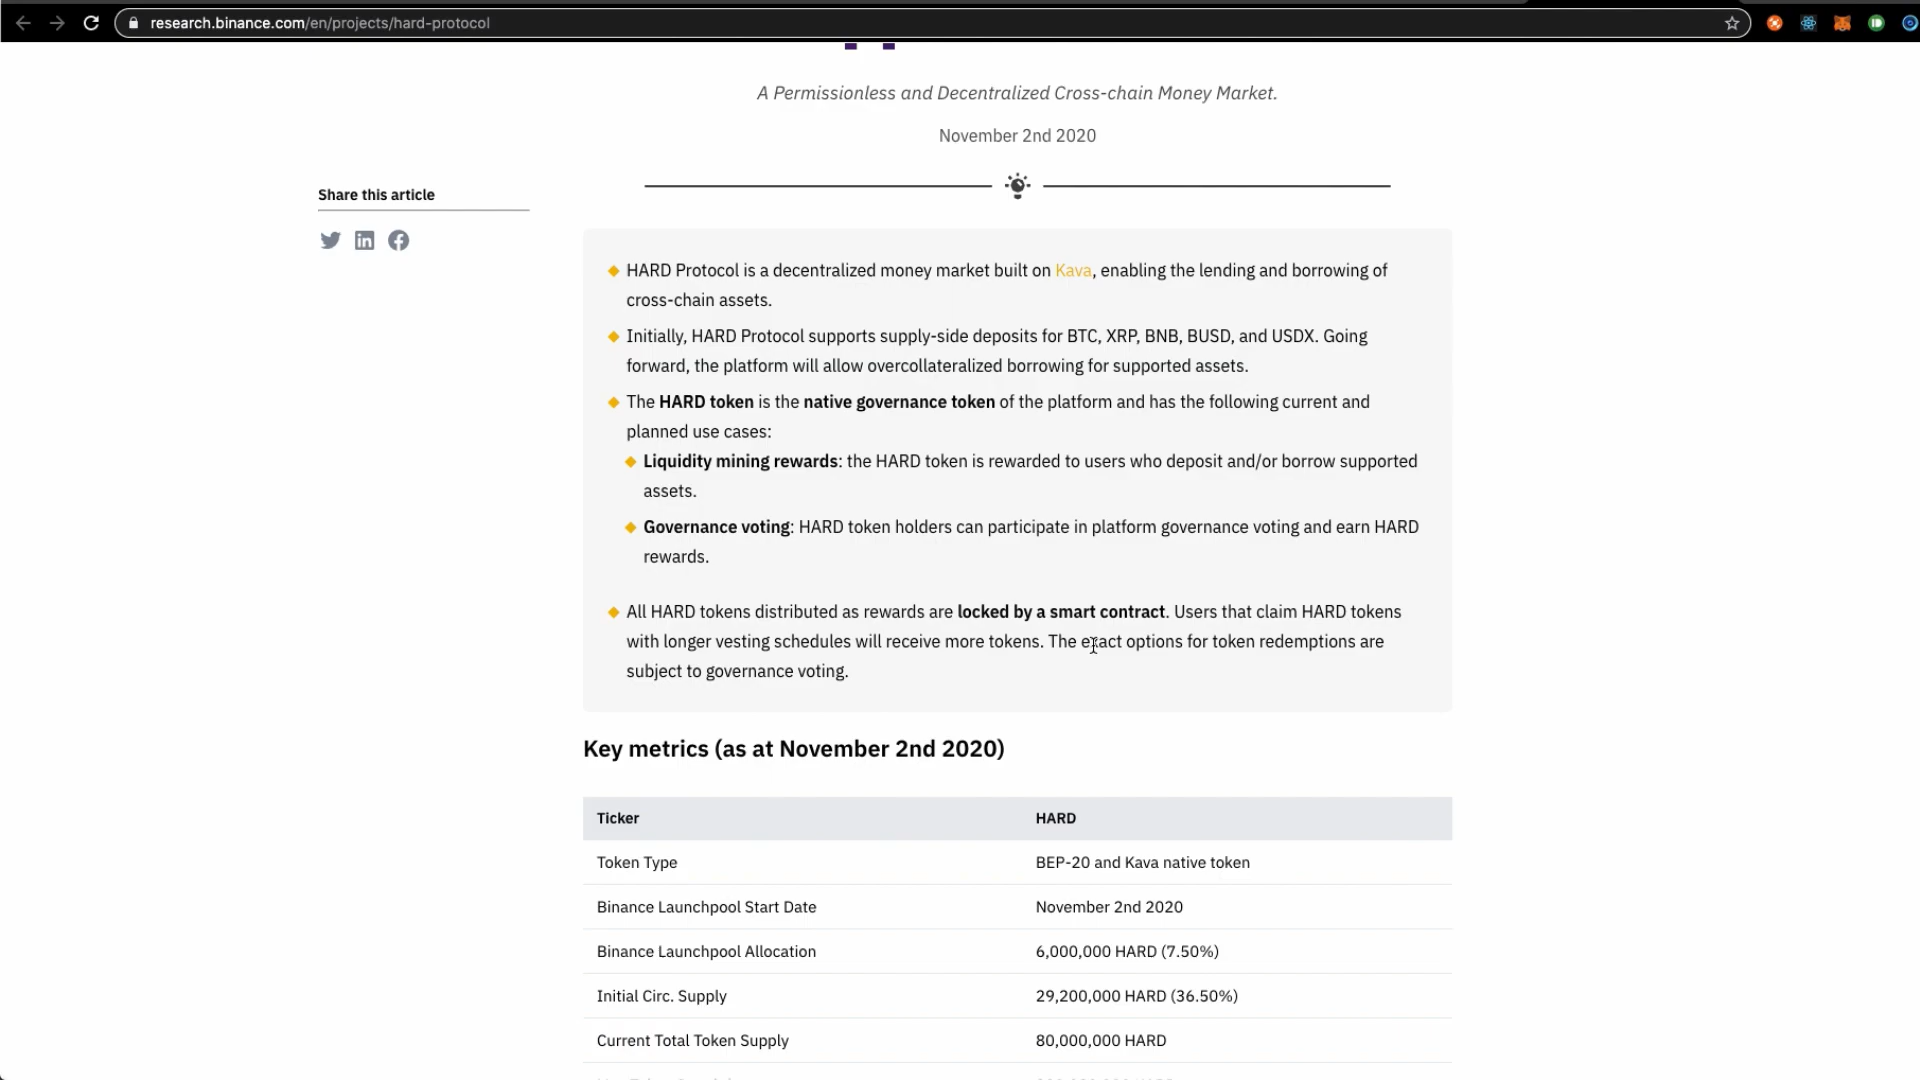 research.binance.com/en/projects/hard-protocol
A Permissionless and Decentralized Cross-chain Money Market.
November 2nd 2020
Share this article
HARD Protocol is a decentralized money market built on Kava, enabling the lending and borrowing of
cross-chain assets.
Initially, HARD Protocol supports supply-side deposits for BTC, XRP, BNB, BUSD, and USDX. Going
forward, the platform will allow overcollateralized borrowing for supported assets.
The HARD token is the native governance token of the platform and has the following current and
planned use cases:
Liquidity mining rewards: the HARD token is rewarded to users who deposit and/or borrow supported
assets.
Governance voting: HARD token holders can participate in platform governance voting and earn HARD
rewards.
All HARD tokens distributed as rewards are locked by a smart contract. Users that claim HARD tokens
with longer vesting schedules will receive more tokens. The exact options for token redemptions are
subject to governance voting.
Key metrics (as at November 2nd 2020)
Ticker HARD
Token Type BEP-20 and Kava native token
Binance Launchpool Start Date November 2nd 2020
Binance Launchpool Allocation 6,000,000 HARD (7.50%)
Initial Circ. Supply 29,200,000 HARD (36.50%)
Current Total Token Supply 80,000,000 HARD